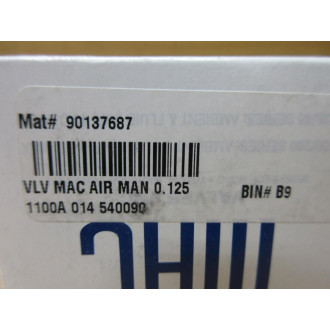 Mat# 90137687
VLV MAC AIR MAN 0.125 BIN# B9
1100A 014 540090